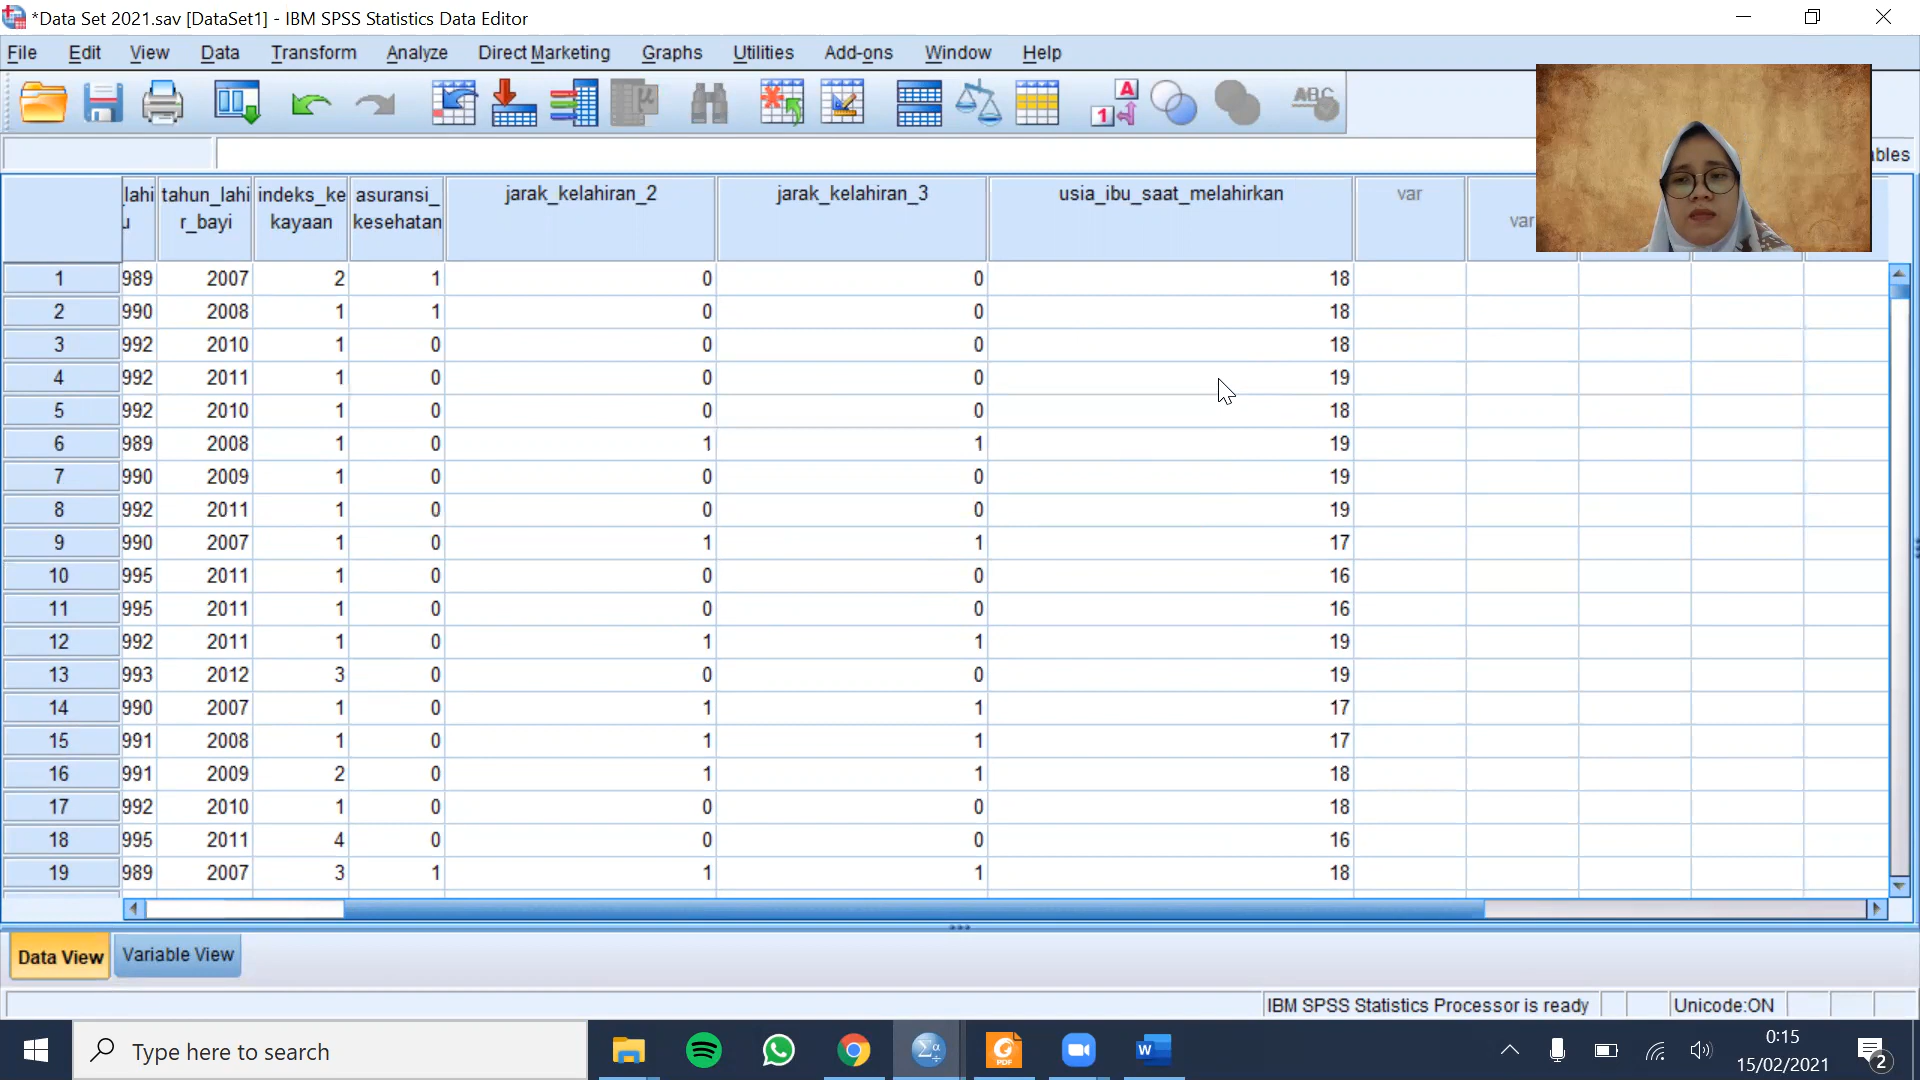 *Data Set 2021.sav [DataSet1] - IBM SPSS Statistics Data Editor
File Edit View Data Transform Analyze Direct Marketing Graphs Utilities Add-ons Window Help
A
1
ABC
ables
lahi tahun_lahi indeks_ke asuransi_ jarak_kelahiran_2 jarak_kelahiran_3 usia_ibu_saat_melahirkan var
u r_bayi kayaan kesehatan var
1 989 2007 2 1 0 0 18
2 990 2008 1 1 0 0 18
3 992 2010 1 0 0 0 18
4 992 2011 1 0 0 0 19
5 992 2010 1 0 0 0 18
6 989 2008 1 0 1 1 19
7 990 2009 1 0 0 0 19
8 992 2011 1 0 0 0 19
9 990 2007 1 0 1 1 17
10 995 2011 1 0 0 0 16
11 995 2011 1 0 0 0 16
12 992 2011 1 0 1 1 19
13 993 2012 3 0 0 0 19
14 990 2007 1 0 1 1 17
15 991 2008 1 0 1 1 17
16 991 2009 2 0 1 1 18
17 992 2010 1 0 0 0 18
18 995 2011 4 0 0 0 16
19 989 2007 3 1 1 1 18
Data View Variable View
IBM SPSS Statistics Processor is ready Unicode:ON
Type here to search
PDF
W
0:15
15/02/2021
2